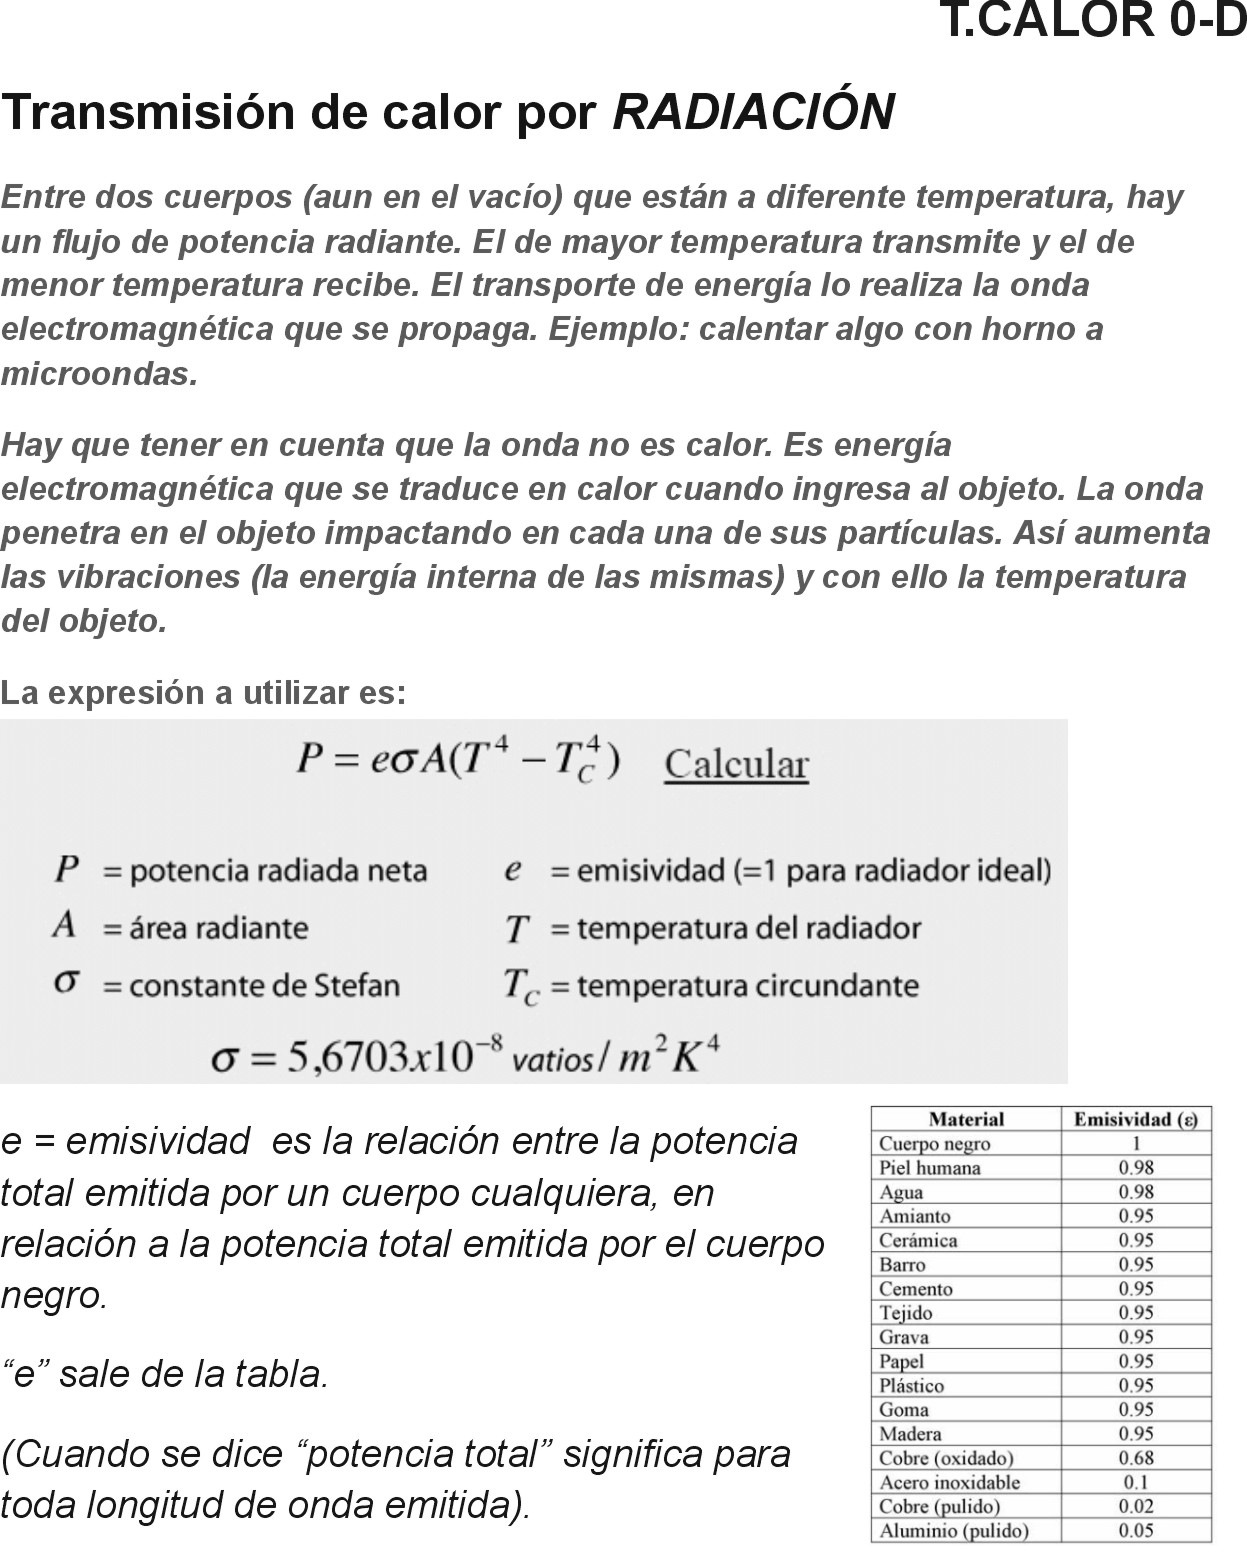 T.CALOR 0-D
Transmisión de calor por RADIACIÓN
Entre dos cuerpos (aun en el vacío) que están a diferente temperatura, hay
un flujo de potencia radiante. El de mayor temperatura transmite y el de
menor temperatura recibe. El transporte de energía lo realiza la onda
electromagnética que se propaga. Ejemplo: calentar algo con horno a
microondas.
Hay que tener en cuenta que la onda no es calor. Es energía
electromagnética que se traduce en calor cuando ingresa al objeto. La onda
penetra en el objeto impactando en cada una de sus partículas. Así aumenta
las vibraciones (la energía interna de las mismas) y con ello la temperatura
del objeto.
La expresión a utilizar es:
P = eσA(T⁴ − T_C⁴) Calcular
P = potencia radiada neta e = emisividad (=1 para radiador ideal)
A = área radiante T = temperatura del radiador
σ = constante de Stefan T_C = temperatura circundante
σ = 5,6703x10⁻⁸ vatios / m²K⁴
e = emisividad es la relación entre la potencia
total emitida por un cuerpo cualquiera, en
relación a la potencia total emitida por el cuerpo
negro.
“e” sale de la tabla.
(Cuando se dice “potencia total” significa para
toda longitud de onda emitida).
Material Emisividad (ε)
Cuerpo negro 1
Piel humana 0.98
Agua 0.98
Amianto 0.95
Cerámica 0.95
Barro 0.95
Cemento 0.95
Tejido 0.95
Grava 0.95
Papel 0.95
Plástico 0.95
Goma 0.95
Madera 0.95
Cobre (oxidado) 0.68
Acero inoxidable 0.1
Cobre (pulido) 0.02
Aluminio (pulido) 0.05